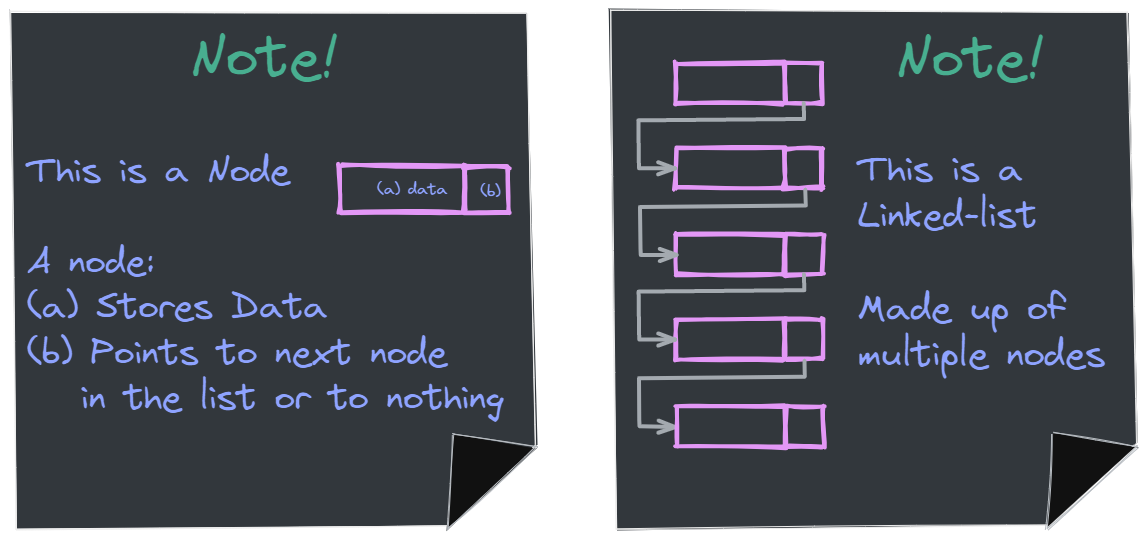 Note!
This is a Node
(a) data
(b)
A node:
(a) Stores Data
(b) Points to next node
in the list or to nothing
Note!
This is a
Linked-list
Made up of
multiple nodes